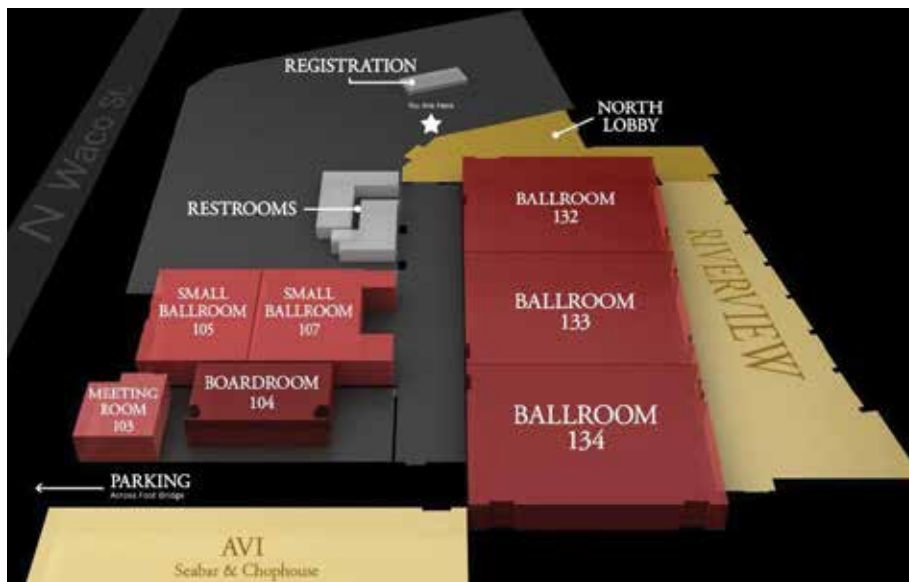 REGISTRATION
You Are Here
NORTH
LOBBY
N Waco St.
RESTROOMS
BALLROOM
132
RIVERVIEW
SMALL
BALLROOM
105
SMALL
BALLROOM
107
BALLROOM
133
BOARDROOM
104
MEETING
ROOM
103
BALLROOM
134
PARKING
Across Foot Bridge
AVI
Seabar & Chophouse